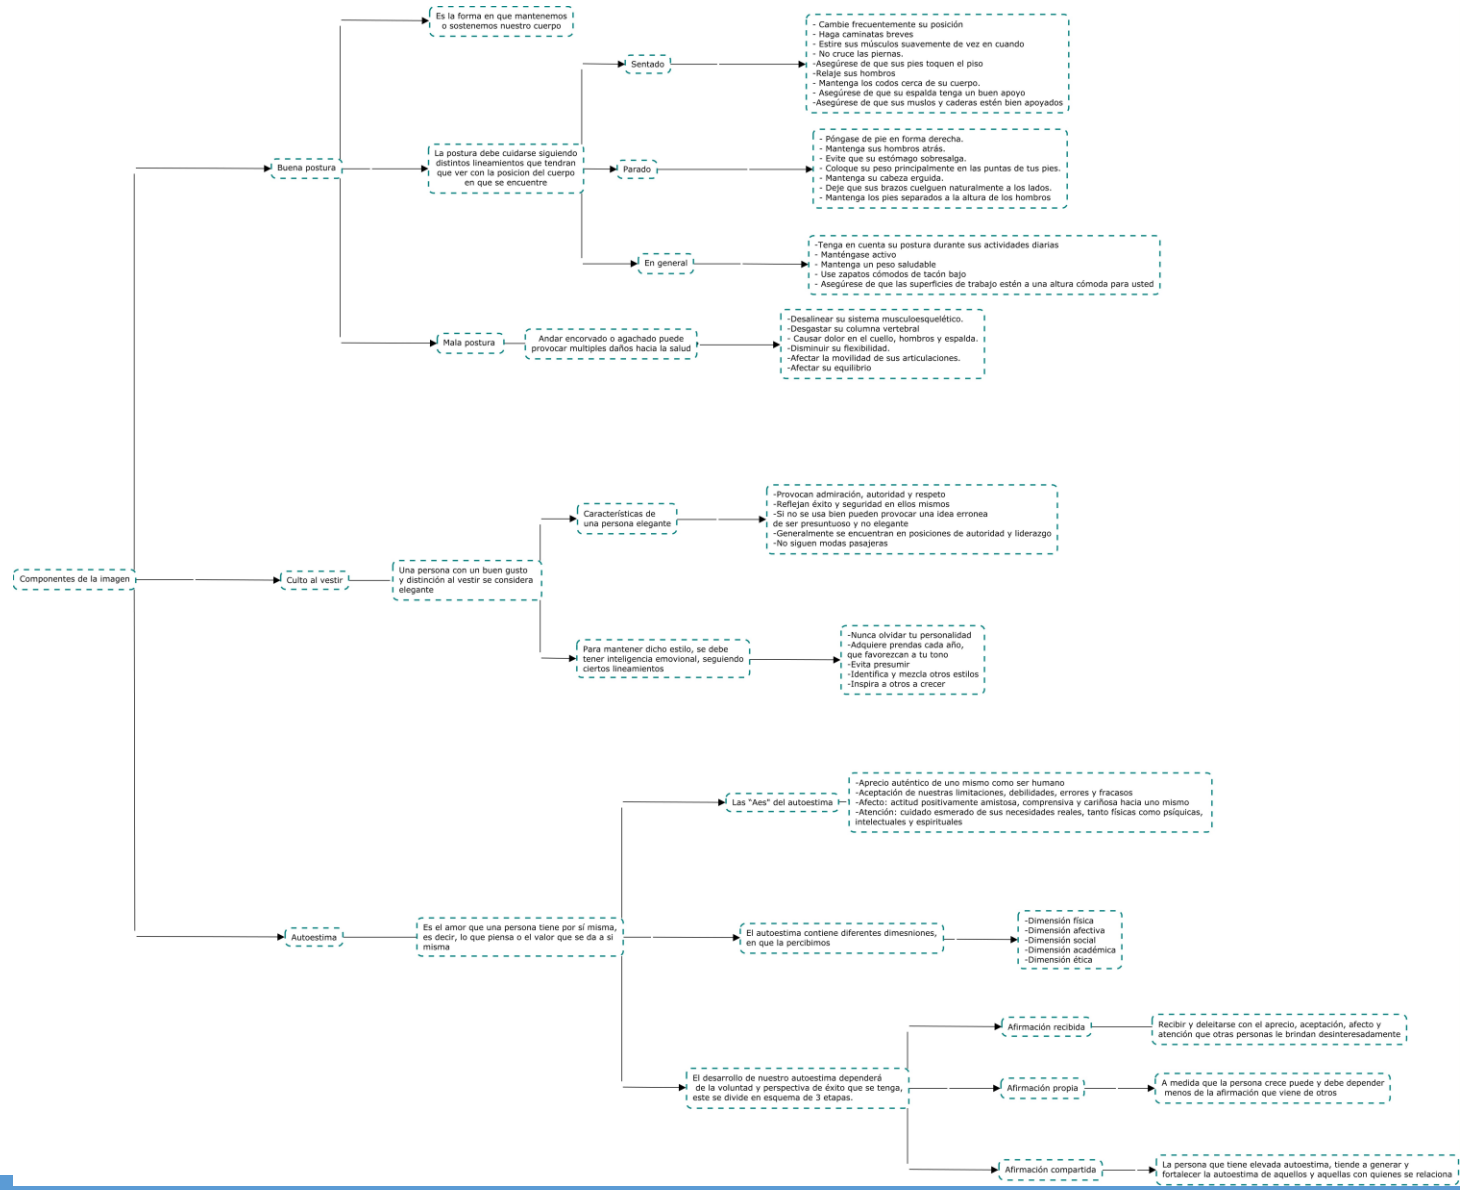 Es la forma en que mantenemos
o sostenemos nuestro cuerpo
Sentado
- Cambie frecuentemente su posición
- Haga caminatas breves
- Estire sus músculos suavemente de vez en cuando
- No cruce las piernas.
-Asegúrese de que sus pies toquen el piso
-Relaje sus hombros
- Mantenga los codos cerca de su cuerpo.
- Asegúrese de que su espalda tenga un buen apoyo
-Asegúrese de que sus muslos y caderas estén bien apoyados
Buena postura
La postura debe cuidarse siguiendo
distintos lineamientos que tendran
que ver con la posicion del cuerpo
en que se encuentre
Parado
- Póngase de pie en forma derecha.
- Mantenga sus hombros atrás.
- Evite que su estómago sobresalga.
- Coloque su peso principalmente en las puntas de tus pies.
- Mantenga su cabeza erguida.
- Deje que sus brazos cuelguen naturalmente a los lados.
- Mantenga los pies separados a la altura de los hombros
En general
-Tenga en cuenta su postura durante sus actividades diarias
- Manténgase activo
- Mantenga un peso saludable
- Use zapatos cómodos de tacón bajo
- Asegúrese de que las superficies de trabajo estén a una altura cómoda para usted
Mala postura
Andar encorvado o agachado puede
provocar multiples daños hacia la salud
-Desalinear su sistema musculoesquelético.
-Desgastar su columna vertebral
- Causar dolor en el cuello, hombros y espalda.
-Disminuir su flexibilidad.
-Afectar la movilidad de sus articulaciones.
-Afectar su equilibrio
Componentes de la imagen
Culto al vestir
Una persona con un buen gusto
y distinción al vestir se considera
elegante
Características de
una persona elegante
-Provocan admiración, autoridad y respeto
-Reflejan éxito y seguridad en ellos mismos
-Si no se usa bien pueden provocar una idea erronea
de ser presuntuoso y no elegante
-Generalmente se encuentran en posiciones de autoridad y liderazgo
-No siguen modas pasajeras
Para mantener dicho estilo, se debe
tener inteligencia emovional, seguiendo
ciertos lineamientos
-Nunca olvidar tu personalidad
-Adquiere prendas cada año,
que favorezcan a tu tono
-Evita presumir
-Identifica y mezcla otros estilos
-Inspira a otros a crecer
Autoestima
Es el amor que una persona tiene por sí misma,
es decir, lo que piensa o el valor que se da a si
misma
Las "Aes" del autoestima
-Aprecio auténtico de uno mismo como ser humano
-Aceptación de nuestras limitaciones, debilidades, errores y fracasos
-Afecto: actitud positivamente amistosa, comprensiva y cariñosa hacia uno mismo
-Atención: cuidado esmerado de sus necesidades reales, tanto físicas como psíquicas,
intelectuales y espirituales
El autoestima contiene diferentes dimesniones,
en que la percibimos
-Dimensión física
-Dimensión afectiva
-Dimensión social
-Dimensión académica
-Dimensión ética
El desarrollo de nuestro autoestima dependerá
de la voluntad y perspectiva de éxito que se tenga,
este se divide en esquema de 3 etapas.
Afirmación recibida
Recibir y deleitarse con el aprecio, aceptación, afecto y
atención que otras personas le brindan desinteresadamente
Afirmación propia
A medida que la persona crece puede y debe depender
menos de la afirmación que viene de otros
Afirmación compartida
La persona que tiene elevada autoestima, tiende a generar y
fortalecer la autoestima de aquellos y aquellas con quienes se relaciona